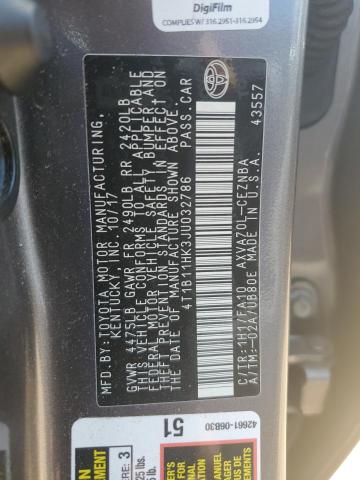 DigiFilm
COMPLIES W/ 316.2951-316.2954
MFD. BY: TOYOTA MOTOR MANUFACTURING,
KENTUCKY, INC. 10/17
GVWR 4475LB GAWR FR 2490LB RR 2420LB
THIS VEHICLE CONFORMS TO ALL APPLICABLE
FEDERAL MOTOR VEHICLE SAFETY, BUMPER, AND
THEFT PREVENTION STANDARDS IN EFFECT ON
THE DATE OF MANUFACTURE SHOWN ABOVE.
4T1B11HK3JU032786 PASS. CAR
C/TR: 1H1/FA10 AXVA70L-CEZNBA
A/TM: -02A/UB80E MADE IN USA
43557
42661-06B30
51